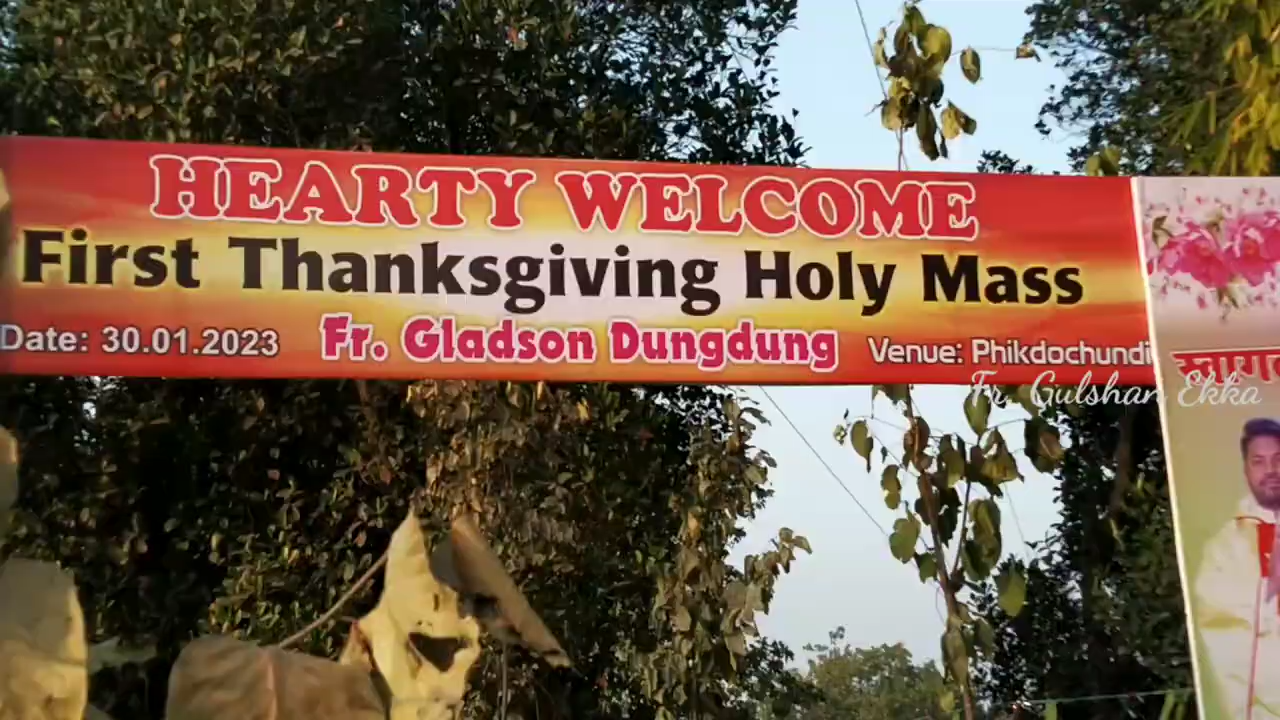 HEARTY WELCOME
First Thanksgiving Holy Mass
Date: 30.01.2023 Fr. Gladson Dungdung Venue: Phikdochundi
Fr. Gulshan Ekka